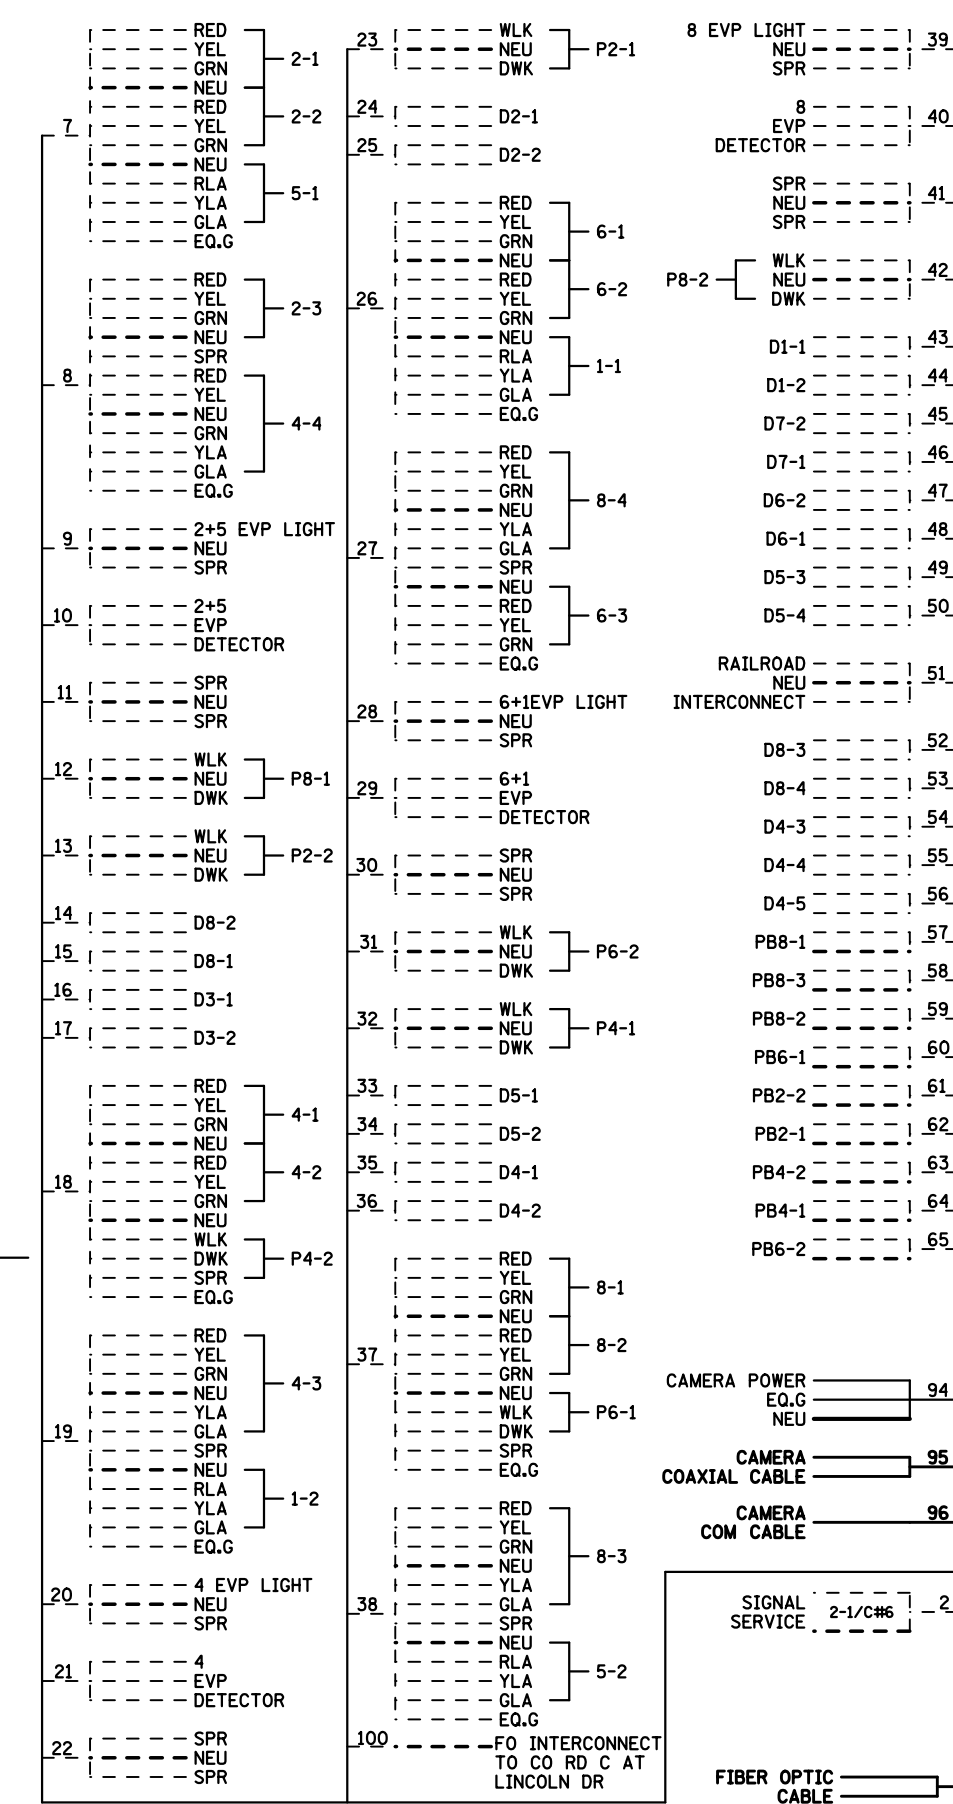 7
RED
YEL
GRN
NEU
RED
YEL
GRN
NEU
RLA
YLA
GLA
EQ.G
2-1
2-2
5-1
8
RED
YEL
GRN
NEU
SPR
RED
YEL
NEU
GRN
YLA
GLA
EQ.G
2-3
4-4
9
2+5 EVP LIGHT
NEU
SPR
10
2+5
EVP
DETECTOR
11
SPR
NEU
SPR
12
WLK
NEU
DWK
P8-1
13
WLK
NEU
DWK
P2-2
14
D8-2
15
D8-1
16
D3-1
17
D3-2
18
RED
YEL
GRN
NEU
RED
YEL
GRN
NEU
WLK
DWK
SPR
EQ.G
4-1
4-2
P4-2
19
RED
YEL
GRN
NEU
YLA
GLA
SPR
NEU
RLA
YLA
GLA
EQ.G
4-3
1-2
20
4 EVP LIGHT
NEU
SPR
21
4
EVP
DETECTOR
22
SPR
NEU
SPR
23
WLK
NEU
DWK
P2-1
24
D2-1
25
D2-2
26
RED
YEL
GRN
NEU
RED
YEL
GRN
NEU
RLA
YLA
GLA
EQ.G
6-1
6-2
1-1
27
RED
YEL
GRN
NEU
YLA
GLA
SPR
NEU
RED
YEL
GRN
EQ.G
8-4
6-3
28
6+1EVP LIGHT
NEU
SPR
29
6+1
EVP
DETECTOR
30
SPR
NEU
SPR
31
WLK
NEU
DWK
P6-2
32
WLK
NEU
DWK
P4-1
33
D5-1
34
D5-2
35
D4-1
36
D4-2
37
RED
YEL
GRN
NEU
RED
YEL
GRN
NEU
WLK
DWK
SPR
EQ.G
8-1
8-2
P6-1
38
RED
YEL
GRN
NEU
YLA
GLA
SPR
NEU
RLA
YLA
GLA
EQ.G
8-3
5-2
100
FO INTERCONNECT
TO CO RD C AT
LINCOLN DR
8 EVP LIGHT
NEU
SPR
39
8
EVP
DETECTOR
40
SPR
NEU
SPR
41
P8-2
WLK
NEU
DWK
42
D1-1
43
D1-2
44
D7-2
45
D7-1
46
D6-2
47
D6-1
48
D5-3
49
D5-4
50
RAILROAD
NEU
INTERCONNECT
51
D8-3
52
D8-4
53
D4-3
54
D4-4
55
D4-5
56
PB8-1
57
PB8-3
58
PB8-2
59
PB6-1
60
PB2-2
61
PB2-1
62
PB4-2
63
PB4-1
64
PB6-2
65
CAMERA POWER
EQ.G
NEU
94
CAMERA
COAXIAL CABLE
95
CAMERA
COM CABLE
96
SIGNAL
SERVICE
2-1/C#6
2
FIBER OPTIC
CABLE